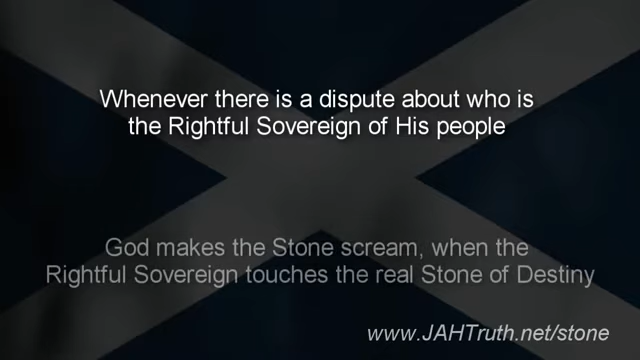 Whenever there is a dispute about who is
the Rightful Sovereign of His people
God makes the Stone scream, when the
Rightful Sovereign touches the real Stone of Destiny
www.JAHTruth.net/stone